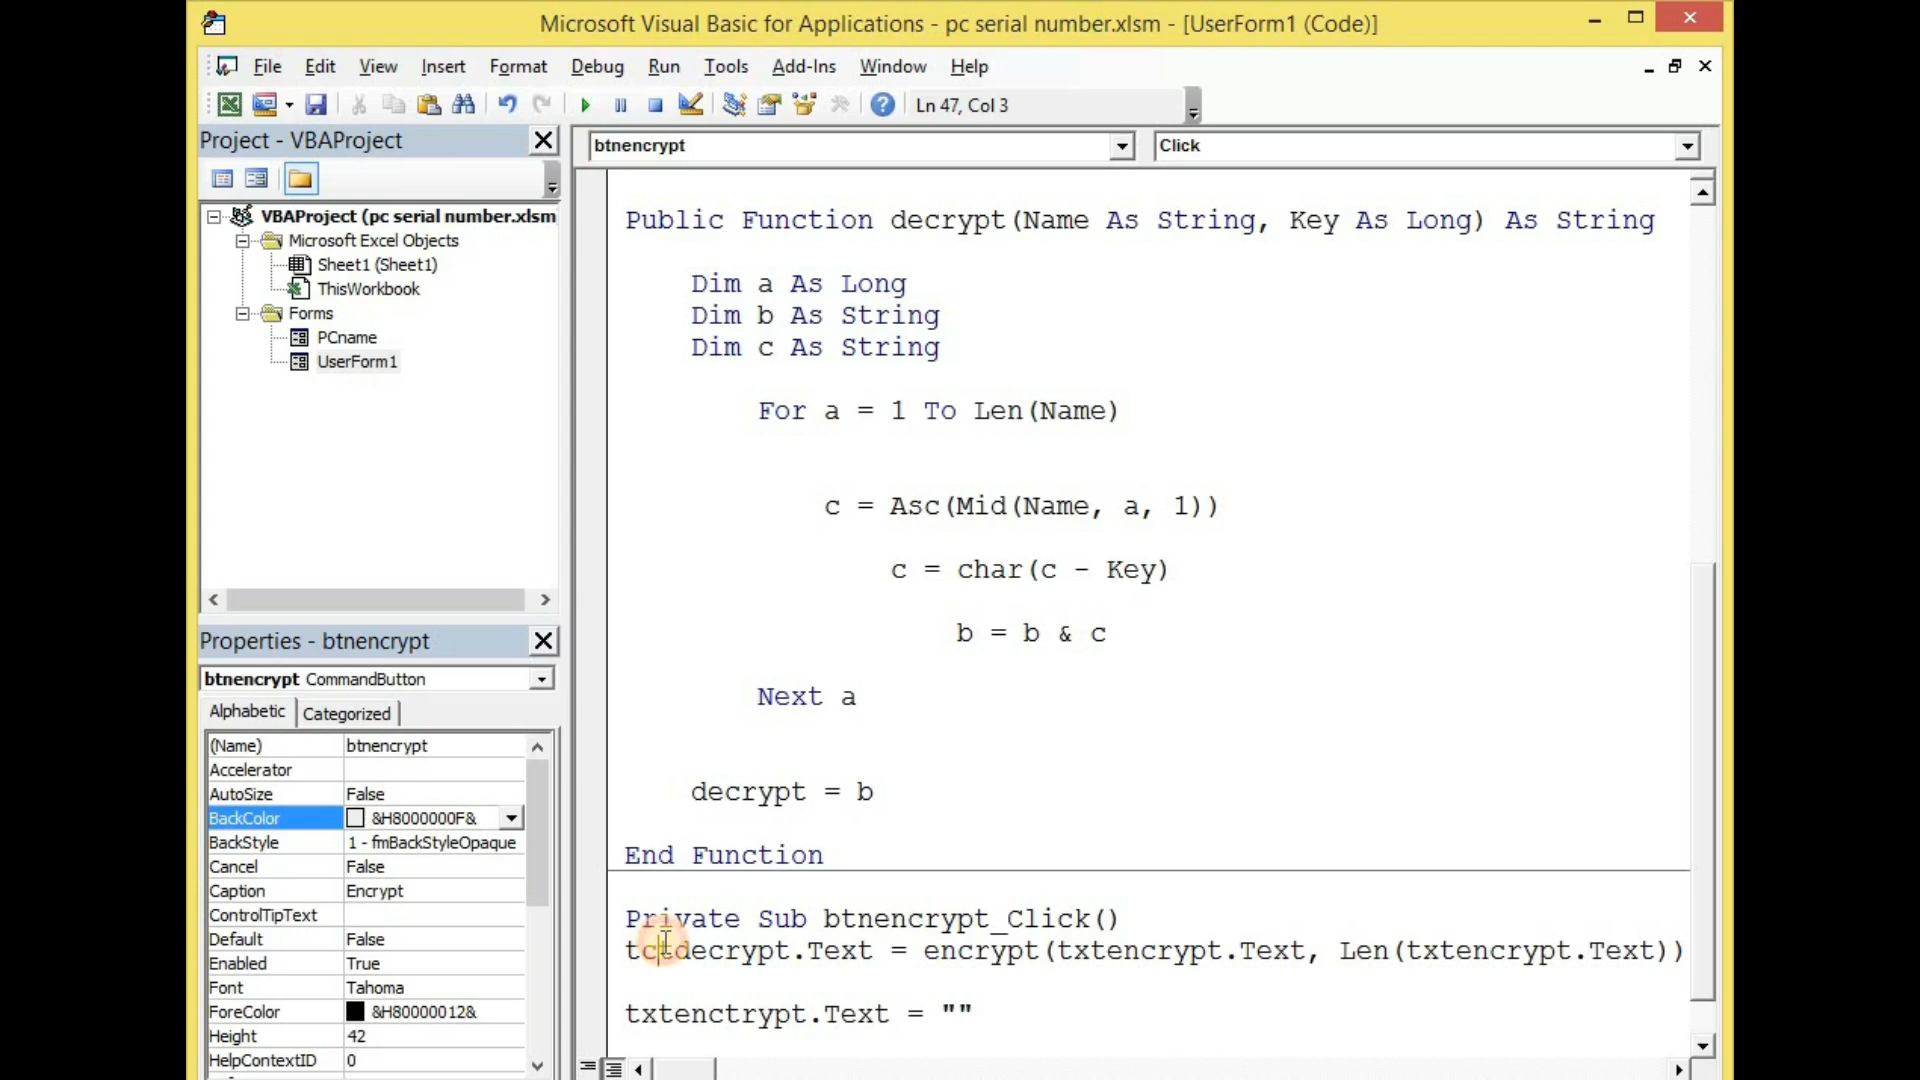 Microsoft Visual Basic for Applications - pc serial number.xlsm - [UserForm1 (Code)]
File Edit View Insert Format Debug Run Tools Add-Ins Window Help
Ln 47, Col 3
Project - VBAProject
btnencrypt
Click
VBAProject (pc serial number.xlsm
Microsoft Excel Objects
Sheet1 (Sheet1)
ThisWorkbook
Forms
PCname
UserForm1
Properties - btnencrypt
btnencrypt CommandButton
Alphabetic Categorized
(Name) btnencrypt
Accelerator
AutoSize False
BackColor &H8000000F&
BackStyle 1 - fmBackStyleOpaque
Cancel False
Caption Encrypt
ControlTipText
Default False
Enabled True
Font Tahoma
ForeColor &H80000012&
Height 42
HelpContextID 0
Public Function decrypt(Name As String, Key As Long) As String
Dim a As Long
Dim b As String
Dim c As String
For a = 1 To Len(Name)
c = Asc(Mid(Name, a, 1))
c = char(c - Key)
b = b & c
Next a
decrypt = b
End Function
Private Sub btnencrypt_Click()
tctdecrypt.Text = encrypt(txtencrypt.Text, Len(txtencrypt.Text))
txtenctrypt.Text = ""